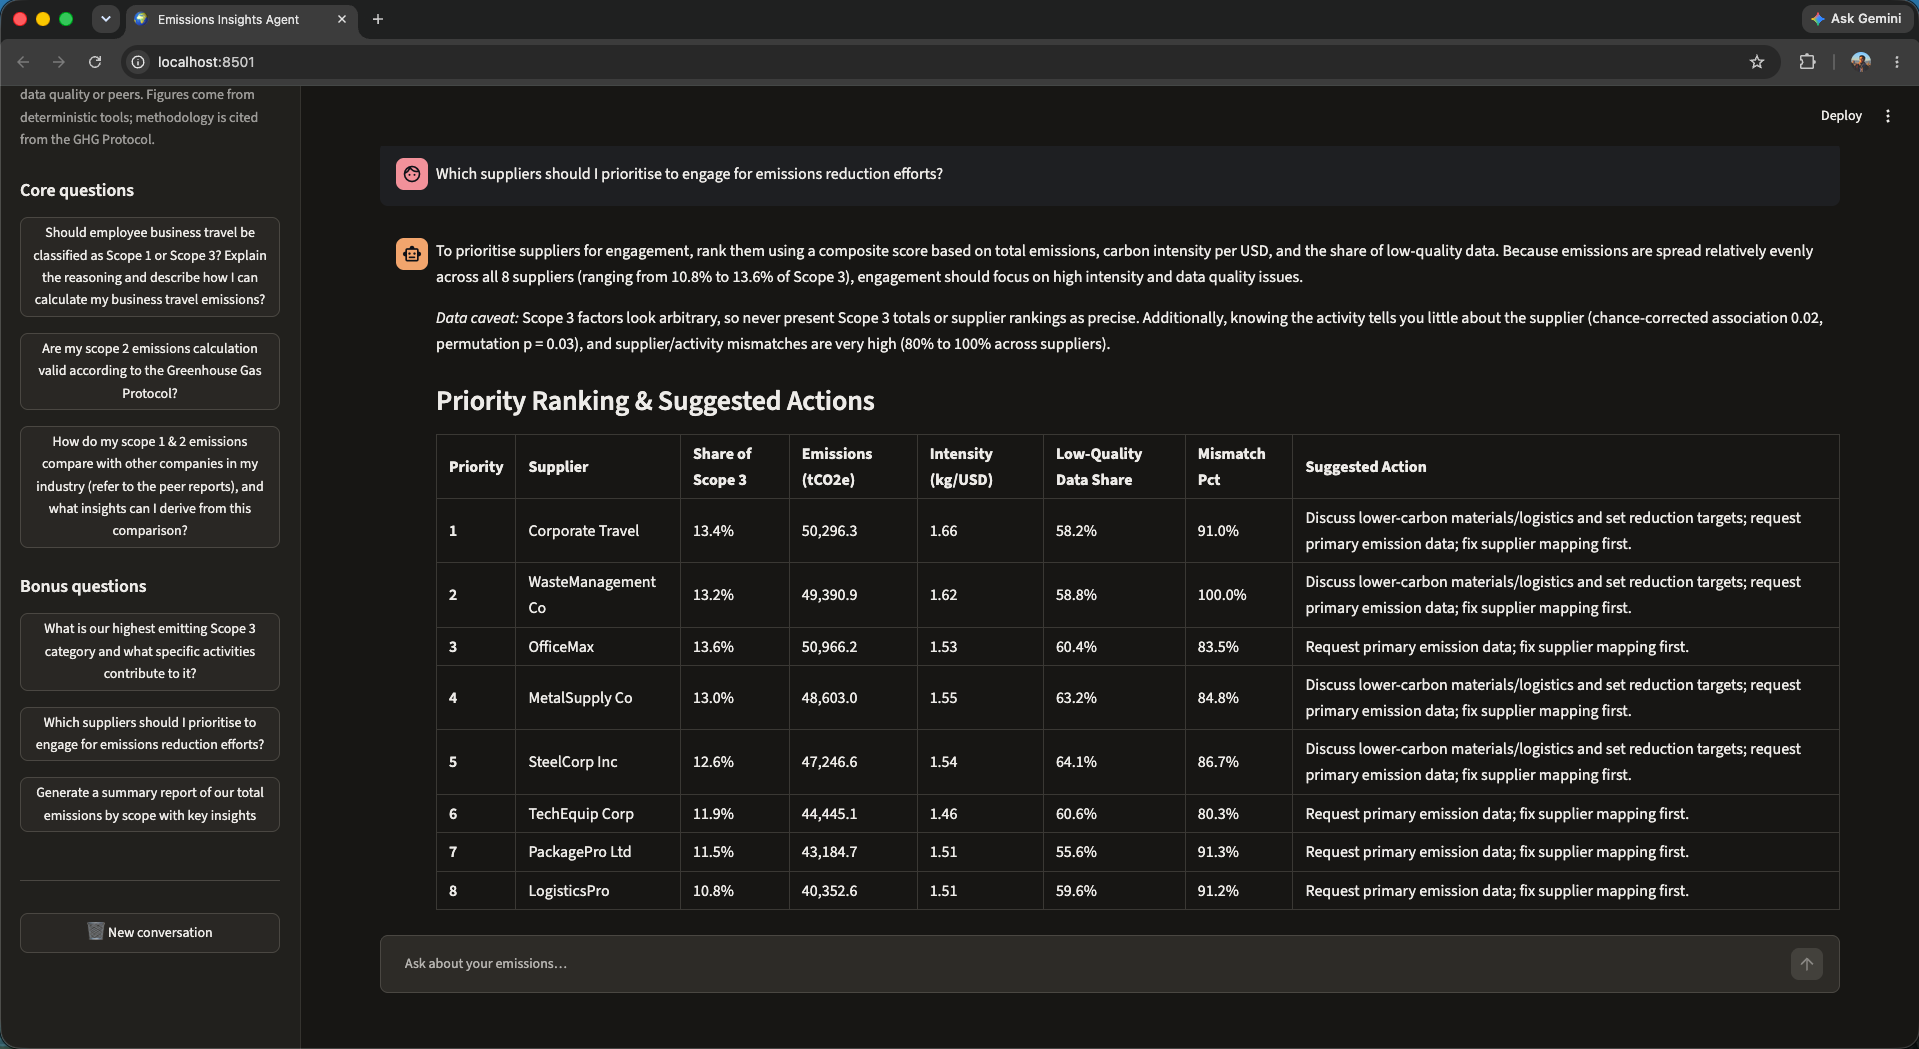 Emissions Insights Agent
Ask Gemini
localhost:8501
data quality or peers. Figures come from
deterministic tools; methodology is cited
from the GHG Protocol.
Core questions
Should employee business travel be
classified as Scope 1 or Scope 3? Explain
the reasoning and describe how I can
calculate my business travel emissions?
Are my scope 2 emissions calculation
valid according to the Greenhouse Gas
Protocol?
How do my scope 1 & 2 emissions
compare with other companies in my
industry (refer to the peer reports), and
what insights can I derive from this
comparison?
Bonus questions
What is our highest emitting Scope 3
category and what specific activities
contribute to it?
Which suppliers should I prioritise to
engage for emissions reduction efforts?
Generate a summary report of our total
emissions by scope with key insights
New conversation
Deploy
Which suppliers should I prioritise to engage for emissions reduction efforts?
To prioritise suppliers for engagement, rank them using a composite score based on total emissions, carbon intensity per USD, and the share of low-quality data. Because emissions are spread relatively evenly
across all 8 suppliers (ranging from 10.8% to 13.6% of Scope 3), engagement should focus on high intensity and data quality issues.
Data caveat: Scope 3 factors look arbitrary, so never present Scope 3 totals or supplier rankings as precise. Additionally, knowing the activity tells you little about the supplier (chance-corrected association 0.02,
permutation p = 0.03), and supplier/activity mismatches are very high (80% to 100% across suppliers).
Priority Ranking & Suggested Actions
Priority Supplier Share of Scope 3 Emissions (tCO2e) Intensity (kg/USD) Low-Quality Data Share Mismatch Pct Suggested Action
1 Corporate Travel 13.4% 50,296.3 1.66 58.2% 91.0% Discuss lower-carbon materials/logistics and set reduction targets; request primary emission data; fix supplier mapping first.
2 WasteManagement Co 13.2% 49,390.9 1.62 58.8% 100.0% Discuss lower-carbon materials/logistics and set reduction targets; request primary emission data; fix supplier mapping first.
3 OfficeMax 13.6% 50,966.2 1.53 60.4% 83.5% Request primary emission data; fix supplier mapping first.
4 MetalSupply Co 13.0% 48,603.0 1.55 63.2% 84.8% Discuss lower-carbon materials/logistics and set reduction targets; request primary emission data; fix supplier mapping first.
5 SteelCorp Inc 12.6% 47,246.6 1.54 64.1% 86.7% Discuss lower-carbon materials/logistics and set reduction targets; request primary emission data; fix supplier mapping first.
6 TechEquip Corp 11.9% 44,445.1 1.46 60.6% 80.3% Request primary emission data; fix supplier mapping first.
7 PackagePro Ltd 11.5% 43,184.7 1.51 55.6% 91.3% Request primary emission data; fix supplier mapping first.
8 LogisticsPro 10.8% 40,352.6 1.51 59.6% 91.2% Request primary emission data; fix supplier mapping first.
Ask about your emissions...